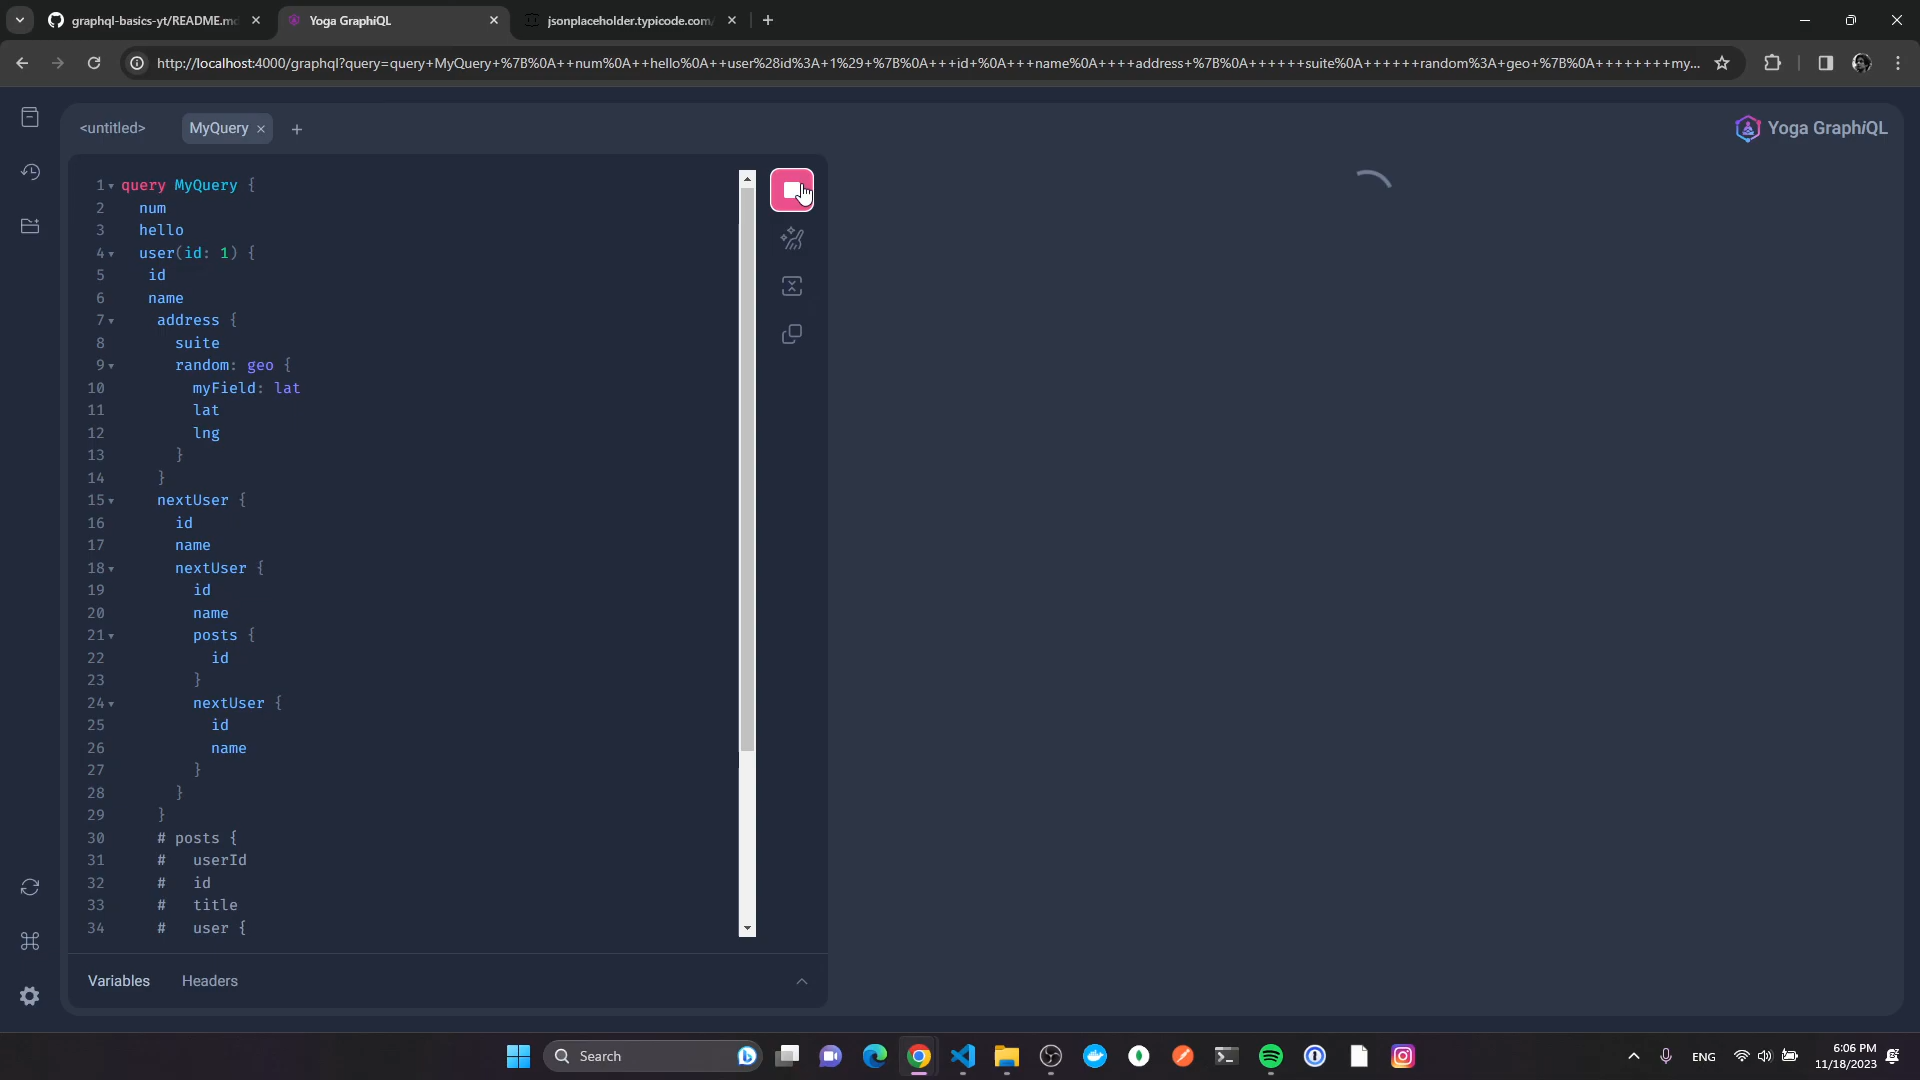 graphql-basics-yt/README.md
Yoga GraphiQL
jsonplaceholder.typicode.com/
http://localhost:4000/graphql?query=query+MyQuery+%7B%0A++num%0A++hello%0A++user%28id%3A+1%29+%7B%0A+++id+%0A+++name%0A++++address+%7B%0A++++++suite%0A++++++random%3A+geo+%7B%0A++++++++my...
<untitled>
MyQuery
Yoga GraphiQL
1 query MyQuery {
2 num
3 hello
4 user(id: 1) {
5 id
6 name
7 address {
8 suite
9 random: geo {
10 myField: lat
11 lat
12 lng
13 }
14 }
15 nextUser {
16 id
17 name
18 nextUser {
19 id
20 name
21 posts {
22 id
23 }
24 nextUser {
25 id
26 name
27 }
28 }
29 }
30 # posts {
31 # userId
32 # id
33 # title
34 # user {
Variables
Headers
Search
ENG
6:06 PM
11/18/2023